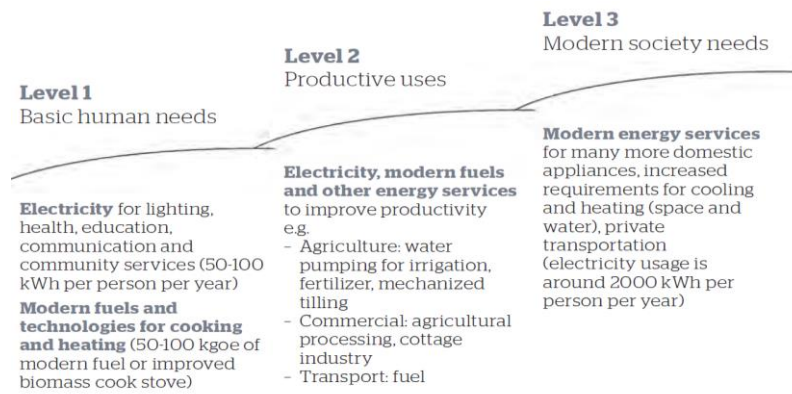 Level 1
Basic human needs
Electricity for lighting,
health, education,
communication and
community services (50-100
kWh per person per year)
Modern fuels and
technologies for cooking
and heating (50-100 kgoe of
modern fuel or improved
biomass cook stove)
Level 2
Productive uses
Electricity, modern fuels
and other energy services
to improve productivity
e.g.
- Agriculture: water
pumping for irrigation,
fertilizer, mechanized
tilling
- Commercial: agricultural
processing, cottage
industry
- Transport: fuel
Level 3
Modern society needs
Modern energy services
for many more domestic
appliances, increased
requirements for cooling
and heating (space and
water), private
transportation
(electricity usage is
around 2000 kWh per
person per year)